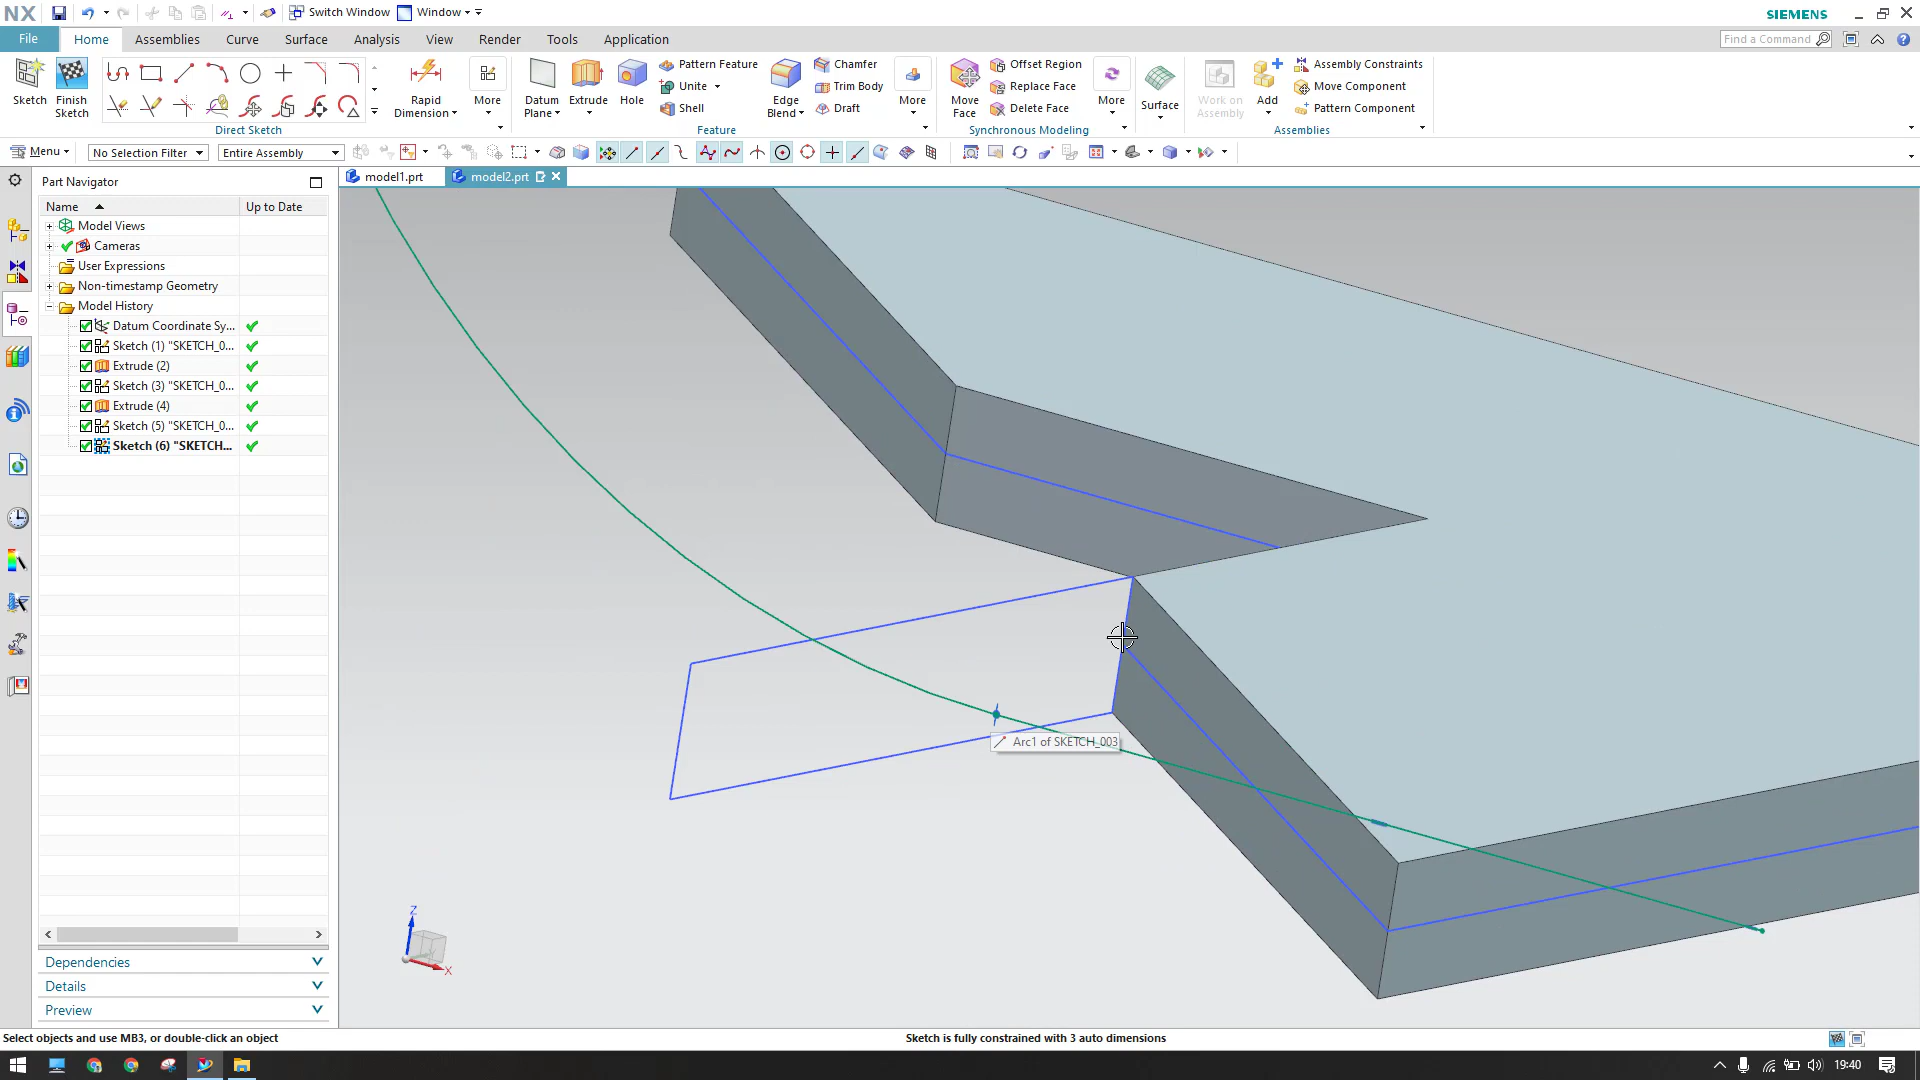 NX
Switch Window
Window
SIEMENS
File
Home
Assemblies
Curve
Surface
Analysis
View
Render
Tools
Application
Find a Command
Sketch
Finish Sketch
Rapid Dimension
More
Datum Plane
Extrude
Hole
Pattern Feature
Unite
Shell
Edge Blend
Chamfer
Trim Body
Draft
More
Move Face
Offset Region
Replace Face
Delete Face
More
Surface
Work on Assembly
Add
Assembly Constraints
Move Component
Pattern Component
Direct Sketch
Feature
Synchronous Modeling
Assemblies
Menu
No Selection Filter
Entire Assembly
Part Navigator
model1.prt
model2.prt
Name
Up to Date
Model Views
Cameras
User Expressions
Non-timestamp Geometry
Model History
Datum Coordinate Sy...
Sketch (1) "SKETCH_0...
Extrude (2)
Sketch (3) "SKETCH_0...
Extrude (4)
Sketch (5) "SKETCH_0...
Sketch (6) "SKETCH...
Arc1 of SKETCH_003
Z
X
Dependencies
Details
Preview
Select objects and use MB3, or double-click an object
Sketch is fully constrained with 3 auto dimensions
19:40